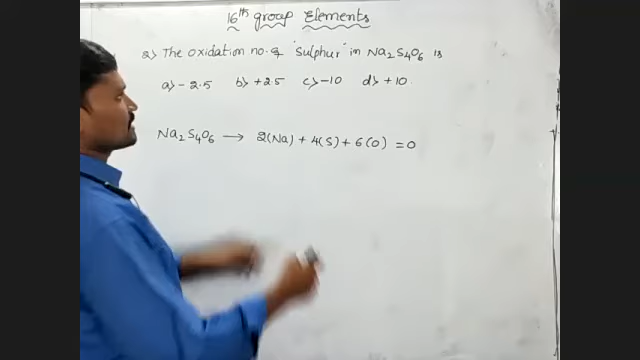 16th group Elements
2> The oxidation no. of "Sulphur" in Na2S4O6 is
a> -2.5 b> +2.5 c> -10 d> +10.
Na2S4O6 → 2(Na) + 4(S) + 6(O) = 0